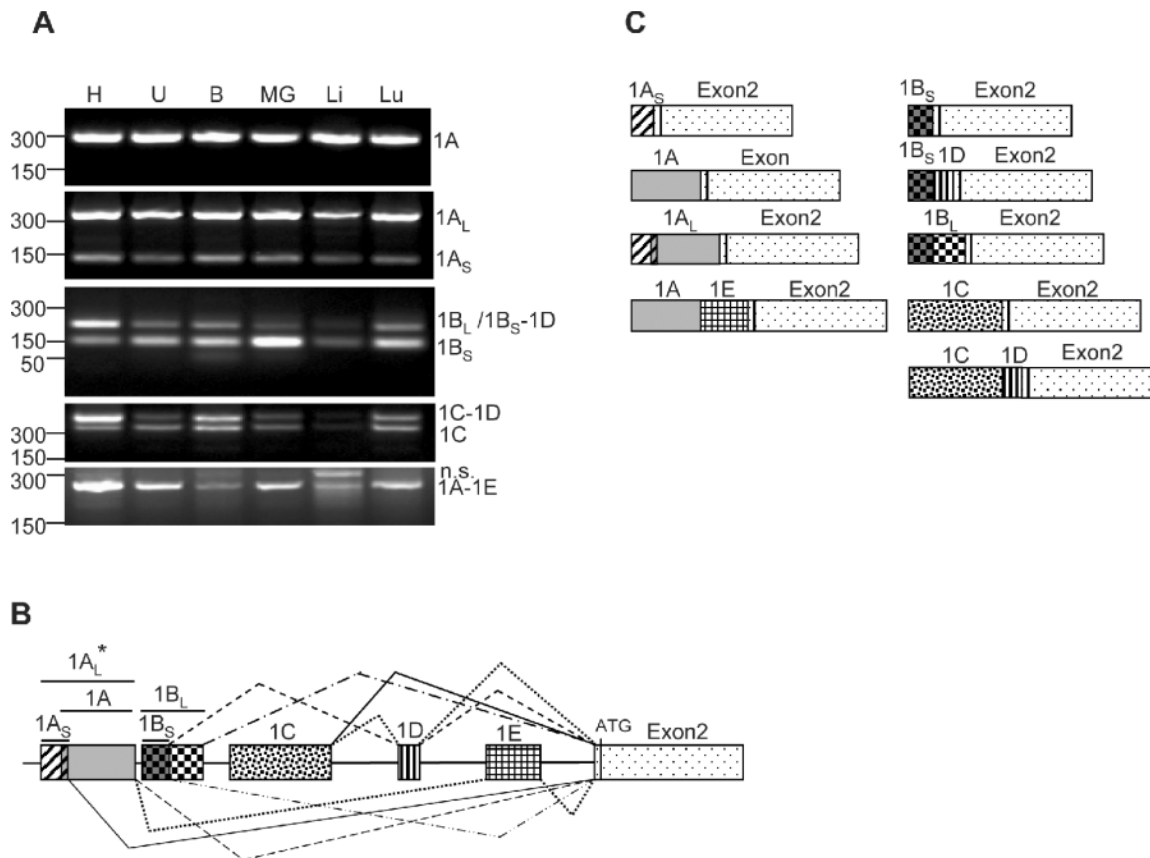 A
H U B MG Li Lu
300
150
1A
300
150
1AL
1AS
150
50
1BL /1BS-1D
1BS
300
150
1C-1D
1C
300
150
n.s.
1A-1E
C
1AS Exon2
1A Exon
1AL Exon2
1A 1E Exon2
1BS Exon2
1BS 1D Exon2
1BL Exon2
1C Exon2
1C 1D Exon2
B
1AL*
1A 1BL
1AS 1BS 1C 1D 1E ATG Exon2